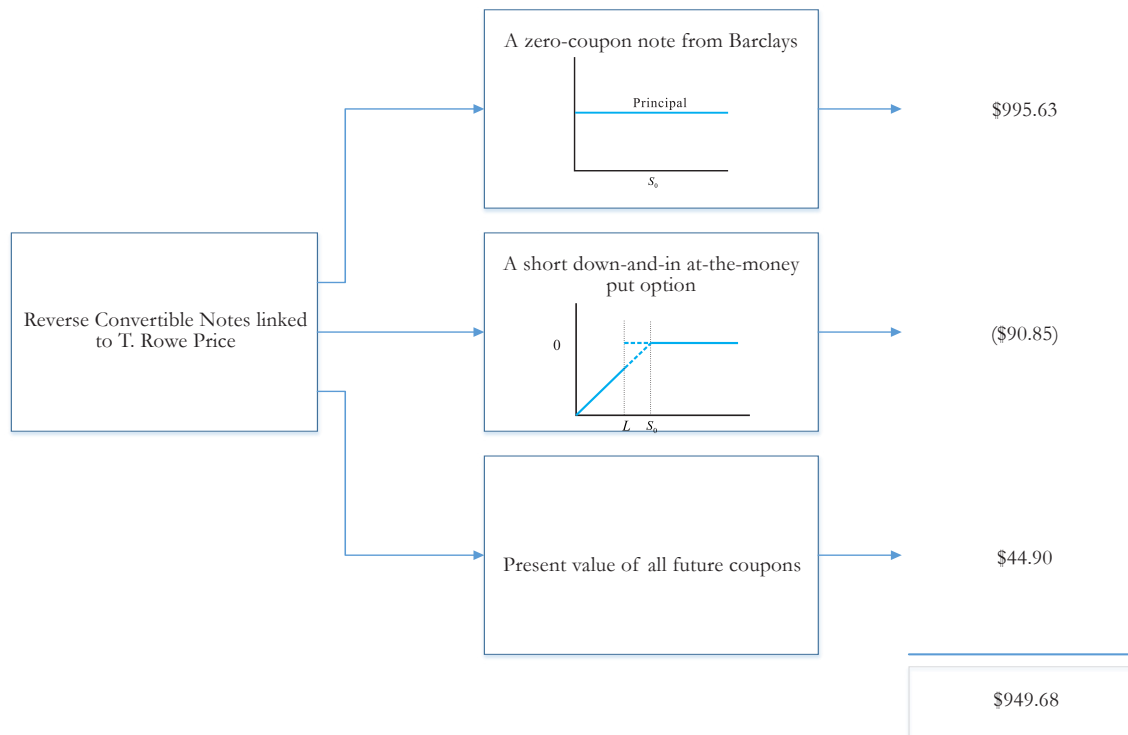 A zero-coupon note from Barclays
Principal
S₀
$995.63
Reverse Convertible Notes linked
to T. Rowe Price
A short down-and-in at-the-money
put option
0
L
S₀
($90.85)
Present value of all future coupons
$44.90
$949.68